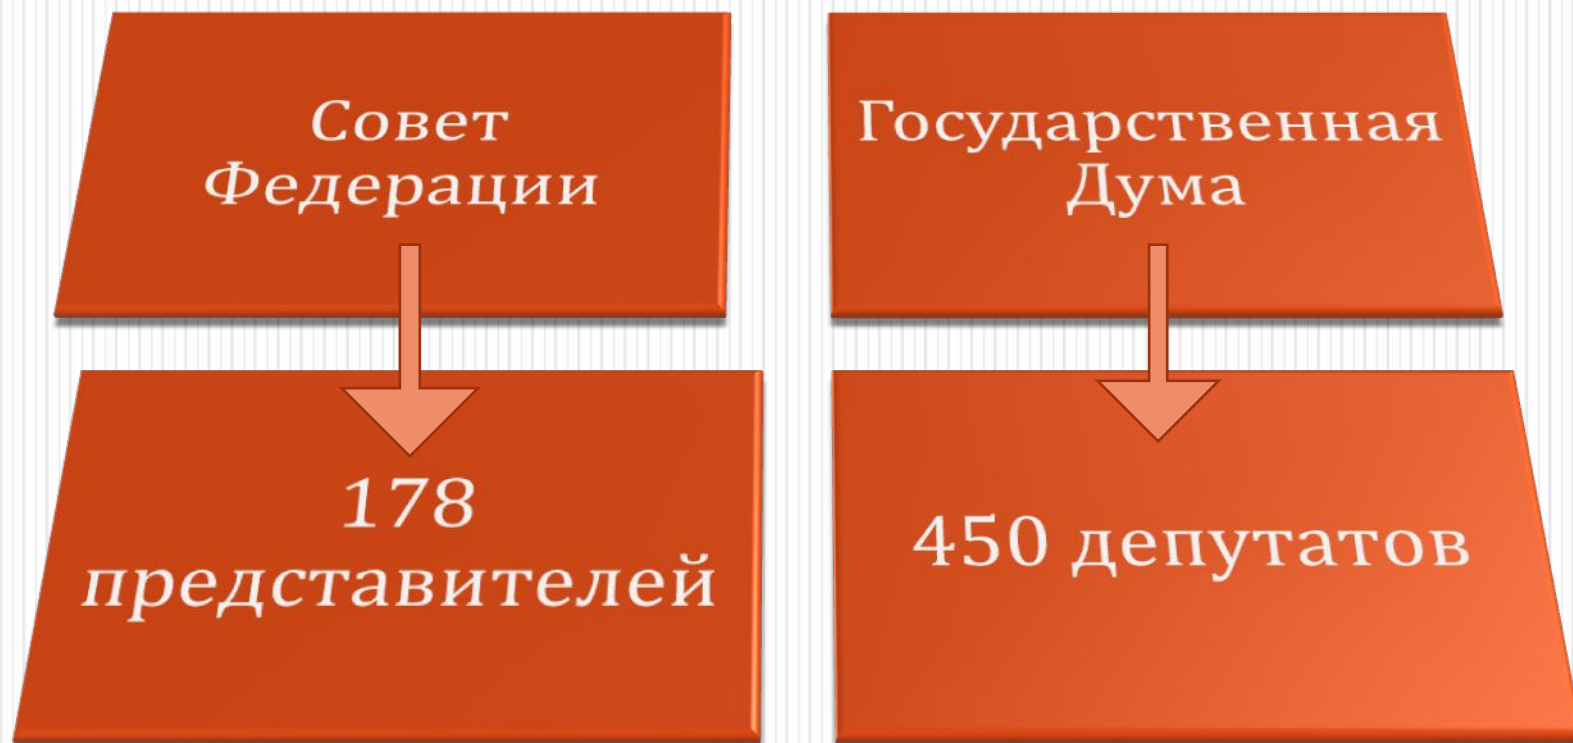 Совет
Федерации
Государственная
Дума
178
представителей
450 депутатов